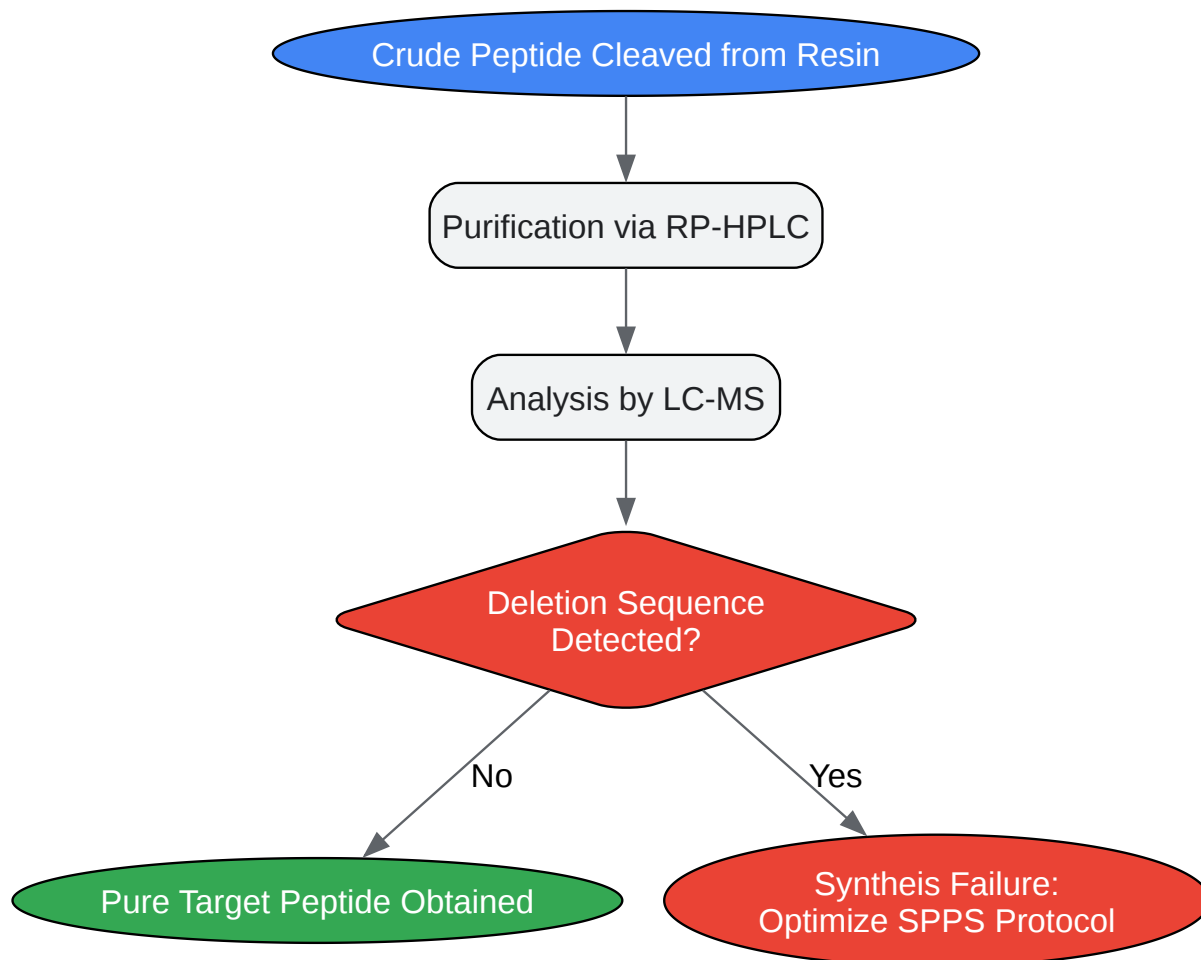 Crude Peptide Cleaved from Resin
Purification via RP-HPLC
Analysis by LC-MS
Deletion Sequence
Detected?
No
Yes
Pure Target Peptide Obtained
Syntheis Failure:
Optimize SPPS Protocol